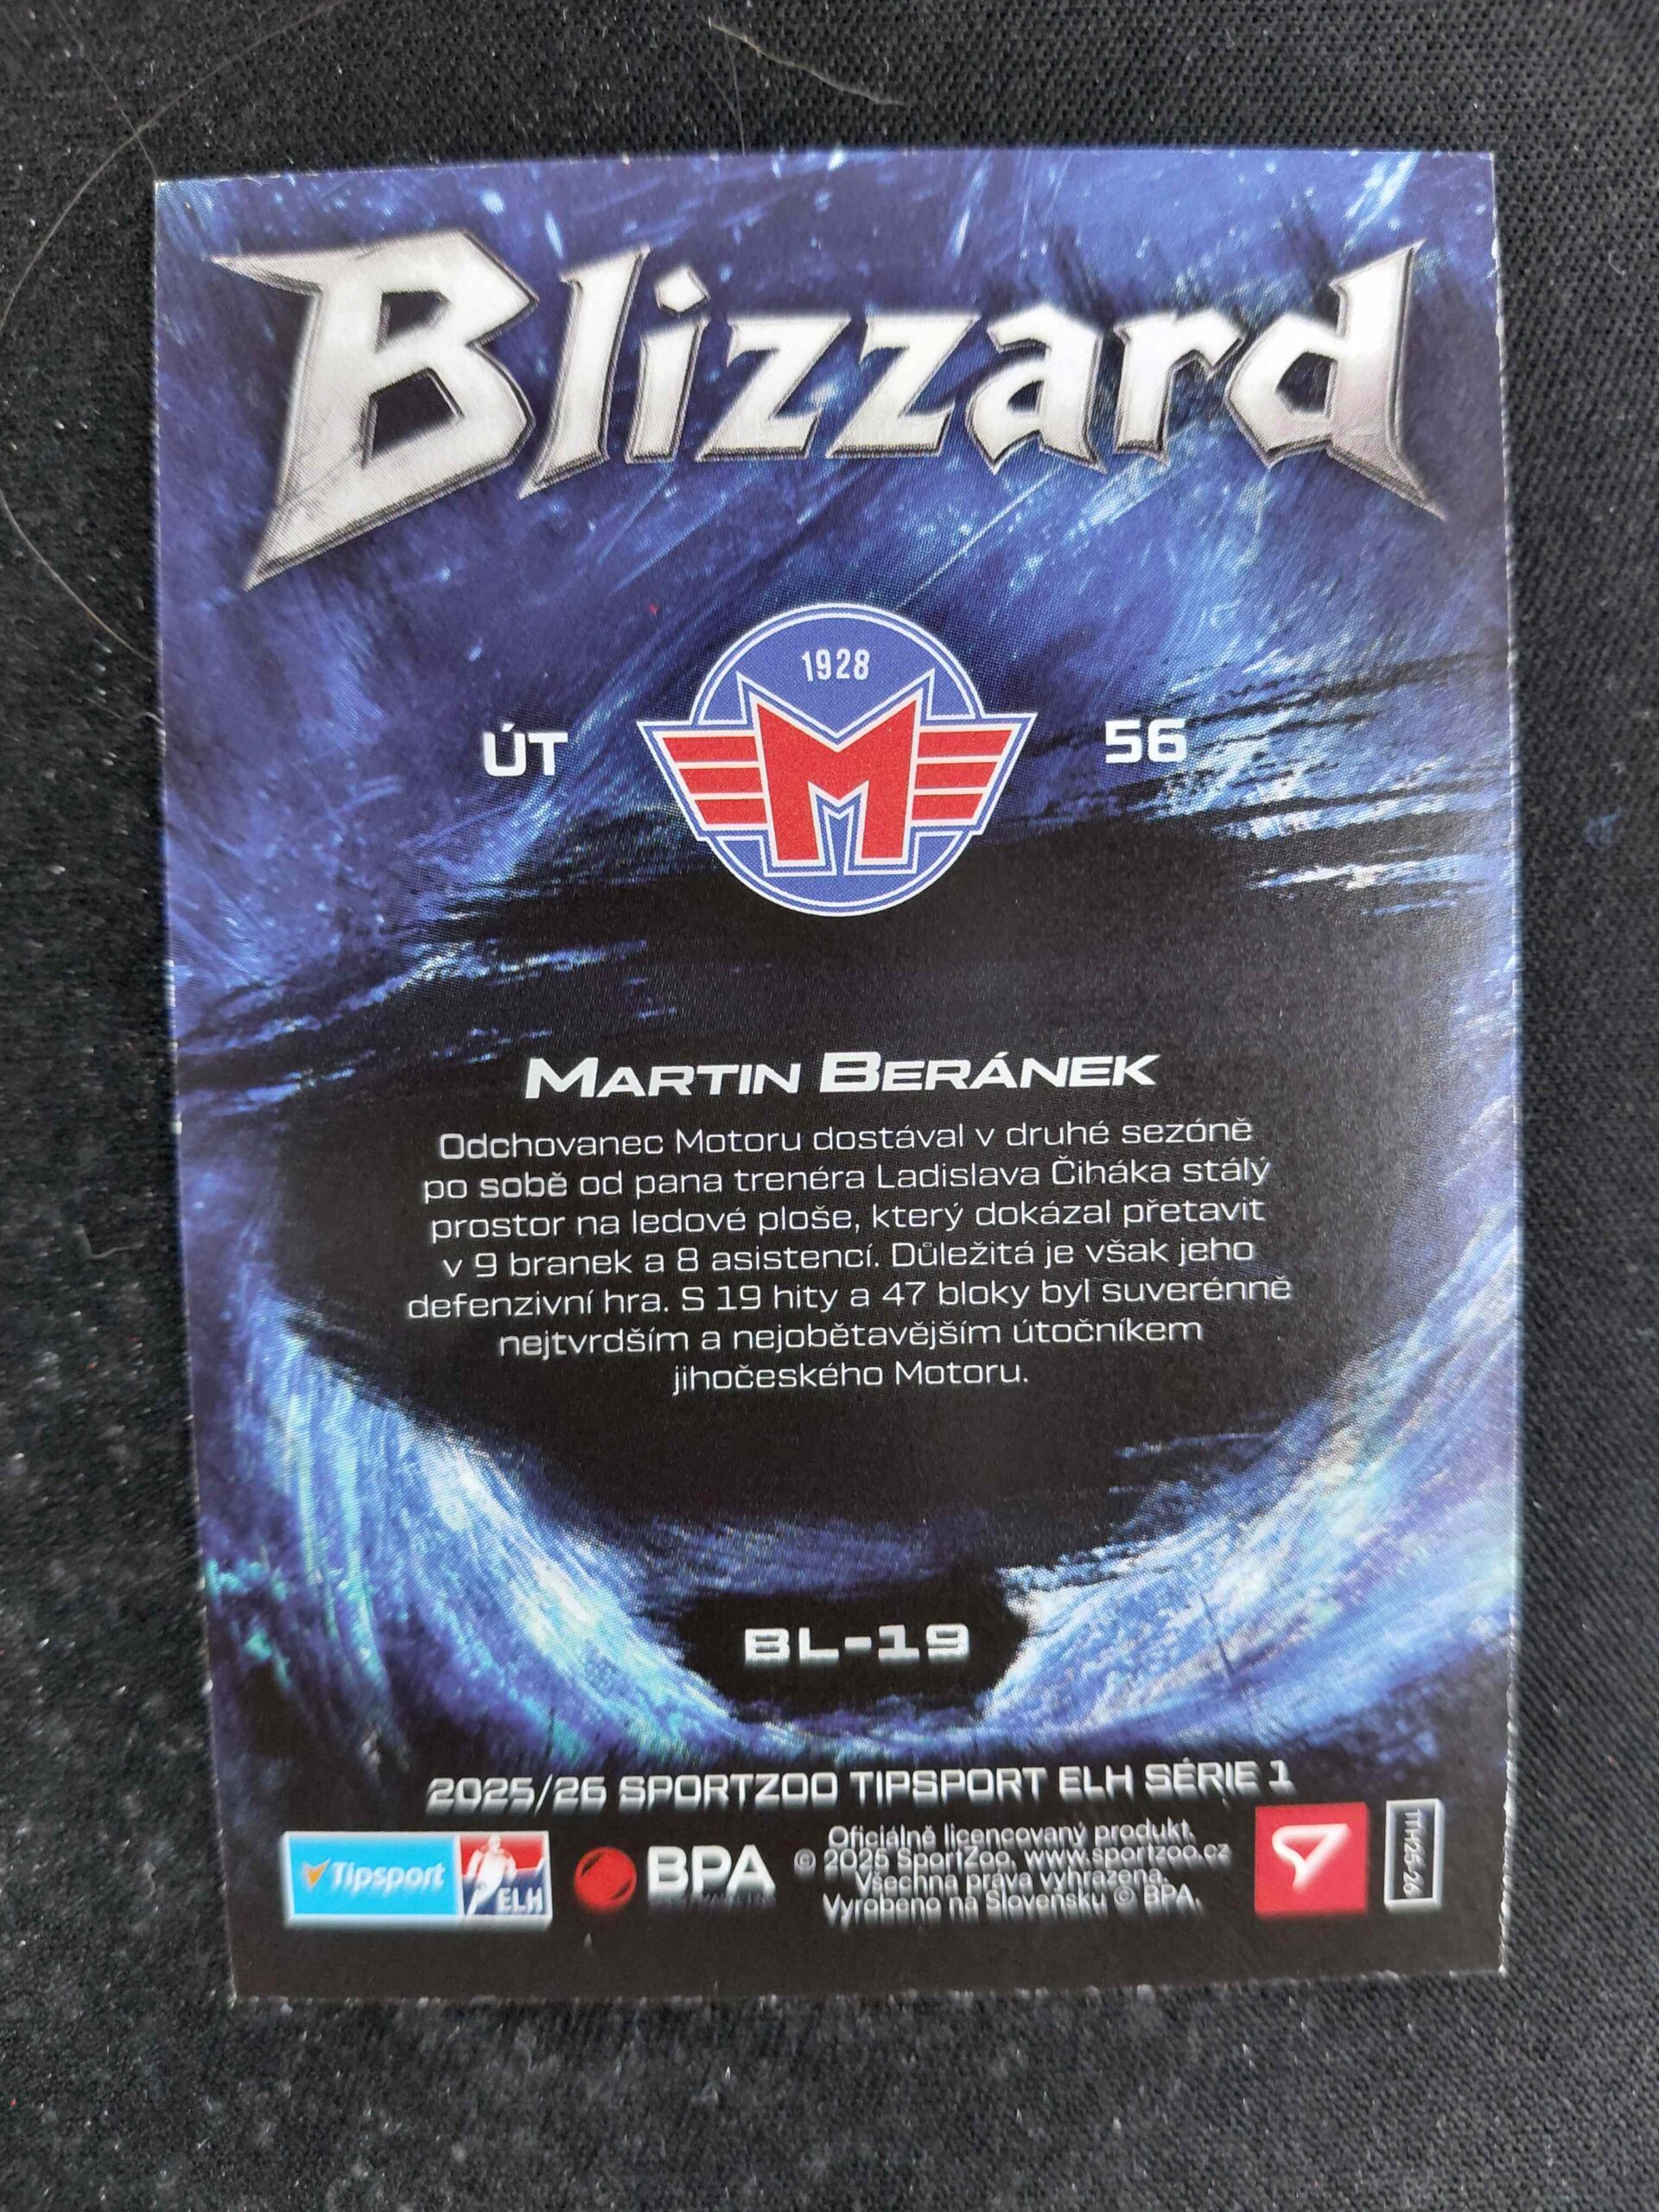 Blizzard
1928
M
ÚT
56
MARTIN BERÁNEK
Odchovanec Motoru dostával v druhé sezóně
po sobě od pana trenéra Ladislava Čiháka stálý
prostor na ledové ploše, který dokázal přetavit
v 9 branek a 8 asistencí. Důležitá je však jeho
defenzivní hra. S 19 hity a 47 bloky byl suverénně
nejtvrdším a nejobětavějším útočníkem
jihočeského Motoru.
BL-19
2025/26 SPORTZOO TIPSPORT ELH SÉRIE 1
Tipsport
ELH
BPA
Oficiálně licencovaný produkt.
© 2025 SportZoo, www.sportzoo.cz
Všechna práva vyhrazena.
Vyrobeno na Slovensku © BPA.
TTH25-26